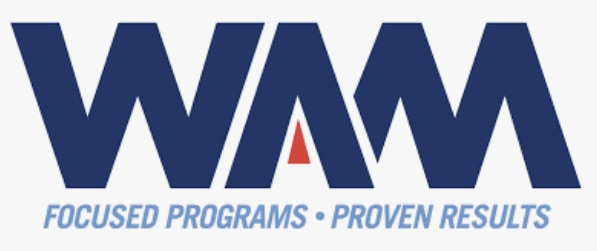 WAM
FOCUSED PROGRAMS • PROVEN RESULTS